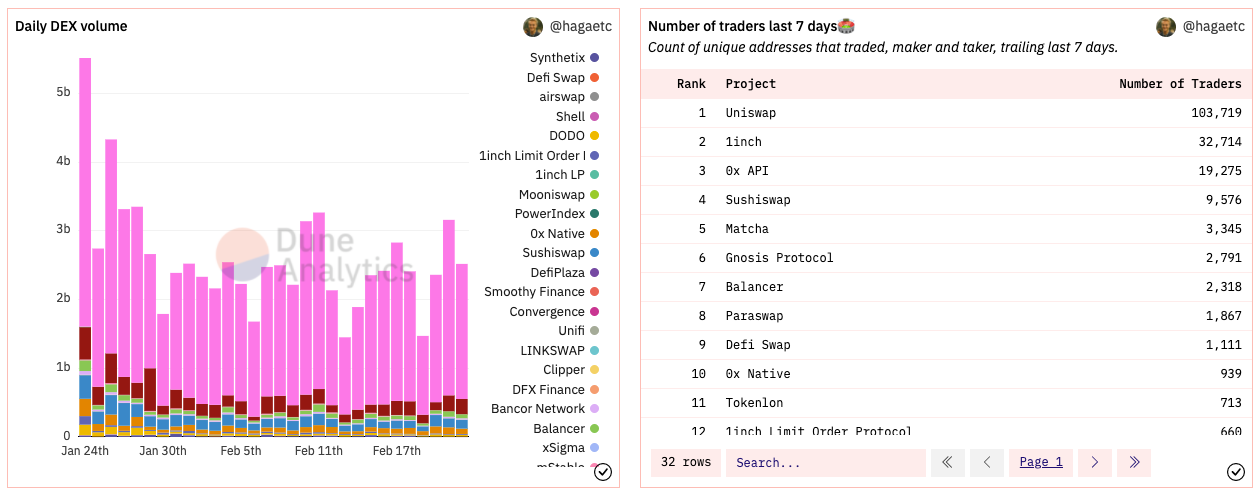 Daily DEX volume
@hagaetc
5b
4b
3b
2b
1b
0
Jan 24th
Jan 30th
Feb 5th
Feb 11th
Feb 17th
Dune
Analytics
Synthetix
Defi Swap
airswap
Shell
DODO
1inch Limit Order
1inch LP
Mooniswap
PowerIndex
0x Native
Sushiswap
DefiPlaza
Smoothy Finance
Convergence
Unifi
LINKSWAP
Clipper
DFX Finance
Bancor Network
Balancer
xSigma
mStable
Number of traders last 7 days
@hagaetc
Count of unique addresses that traded, maker and taker, trailing last 7 days.
Rank Project Number of Traders
1 Uniswap 103,719
2 1inch 32,714
3 0x API 19,275
4 Sushiswap 9,576
5 Matcha 3,345
6 Gnosis Protocol 2,791
7 Balancer 2,318
8 Paraswap 1,867
9 Defi Swap 1,111
10 0x Native 939
11 Tokenlon 713
12 1inch Limit Order Protocol 660
32 rows Search... Page 1